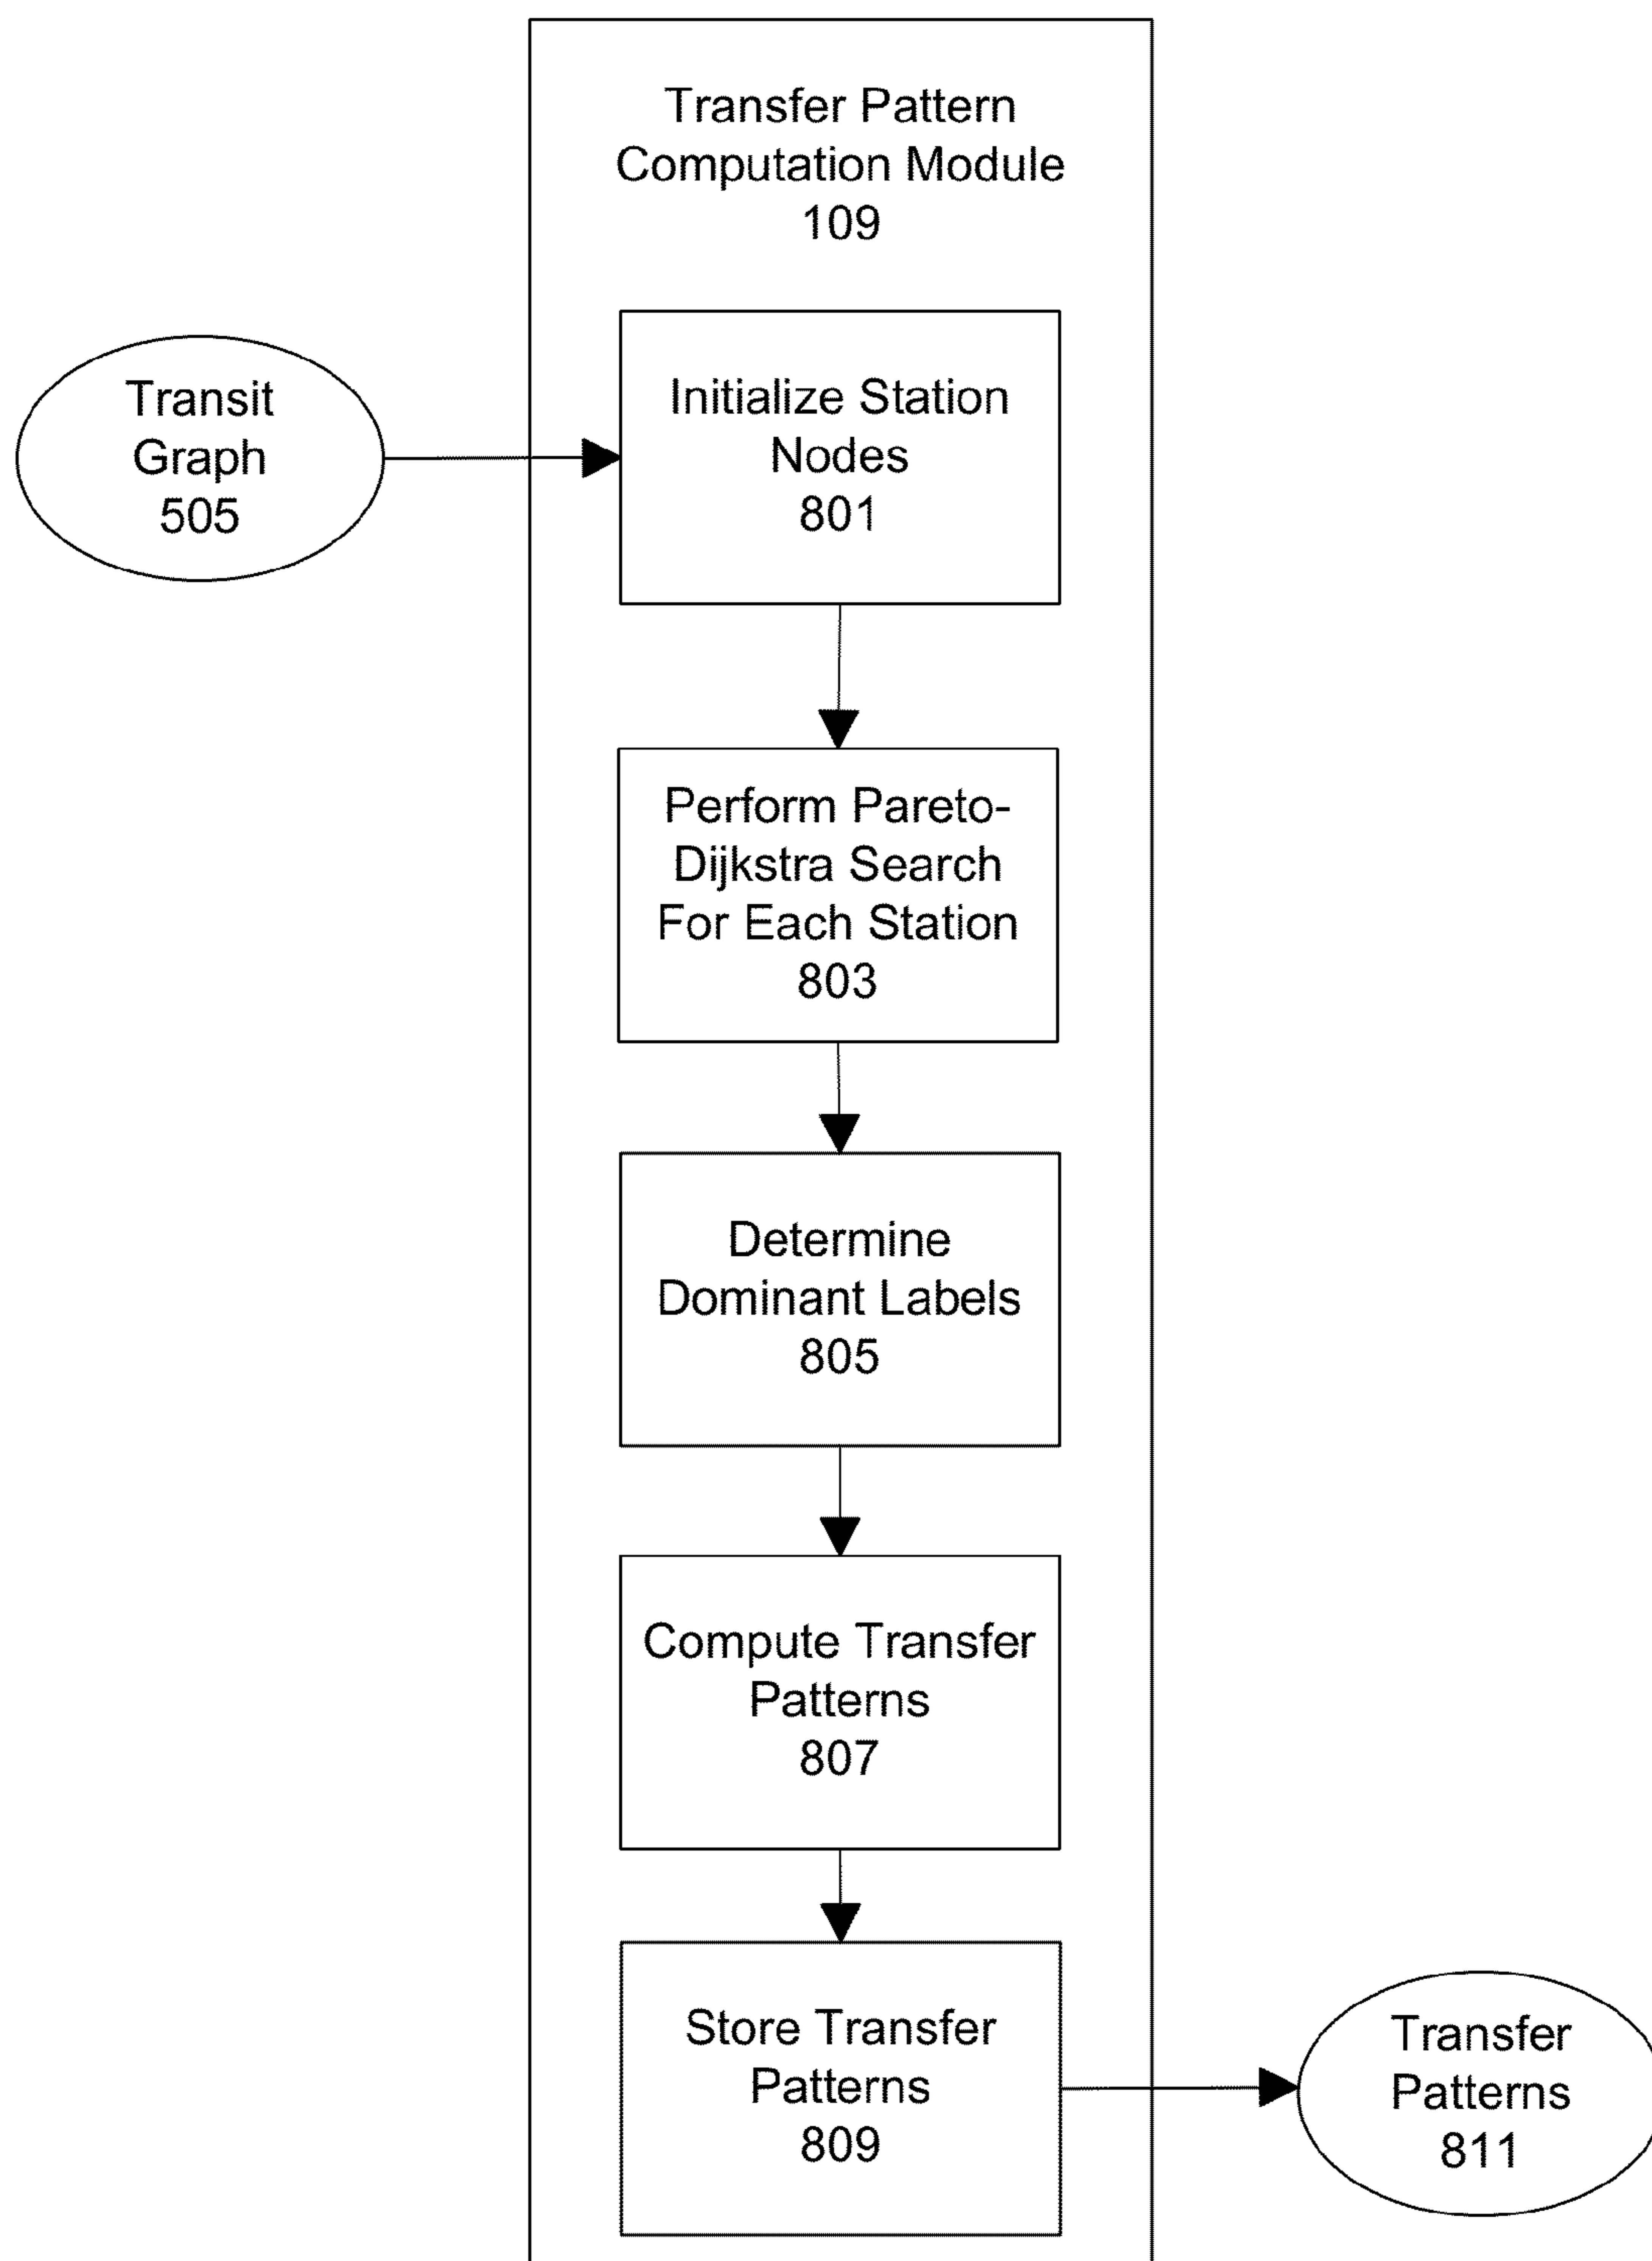 Transfer Pattern
Computation Module
109
Transit
Graph
505
Initialize Station
Nodes
801
Perform Pareto-
Dijkstra Search
For Each Station
803
Determine
Dominant Labels
805
Compute Transfer
Patterns
807
Store Transfer
Patterns
809
Transfer
Patterns
811